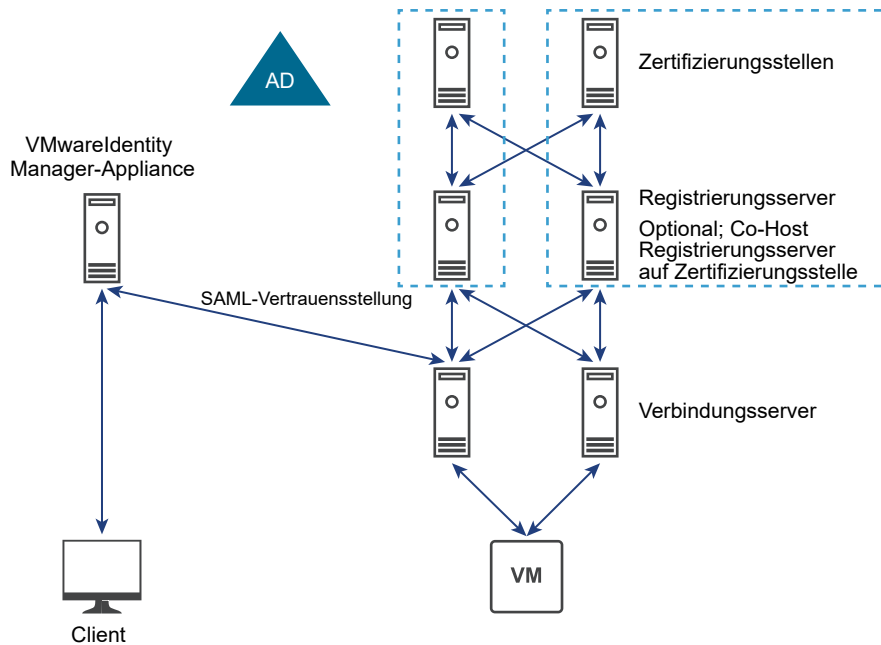 AD
Zertifizierungsstellen
VMwareIdentity
Manager-Appliance
Registrierungsserver
Optional; Co-Host
Registrierungsserver
auf Zertifizierungsstelle
SAML-Vertrauensstellung
Verbindungsserver
VM
Client